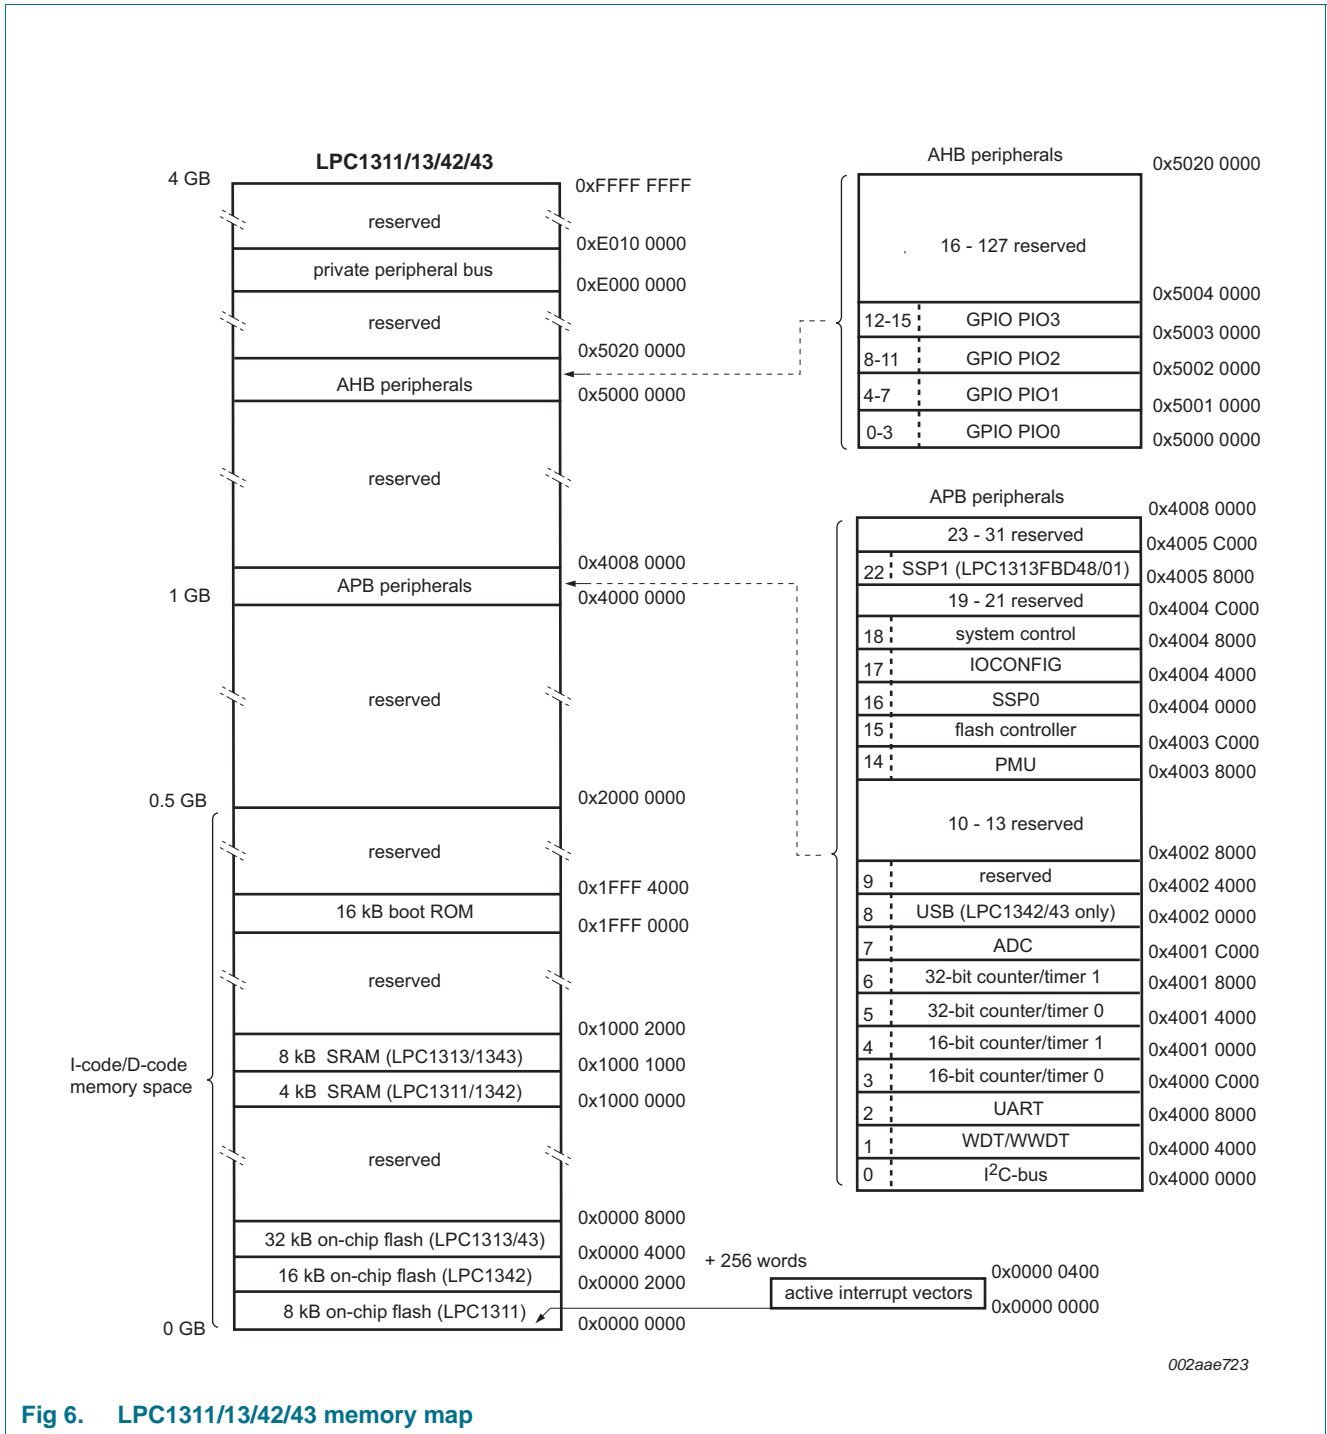 LPC1311/13/42/43
4 GB
0xFFFF FFFF
reserved
0xE010 0000
private peripheral bus
0xE000 0000
reserved
0x5020 0000
AHB peripherals
0x5000 0000
reserved
0x4008 0000
APB peripherals
1 GB
0x4000 0000
reserved
0.5 GB
0x2000 0000
reserved
0x1FFF 4000
16 kB boot ROM
0x1FFF 0000
reserved
0x1000 2000
8 kB SRAM (LPC1313/1343)
0x1000 1000
I-code/D-code
memory space
4 kB SRAM (LPC1311/1342)
0x1000 0000
reserved
0x0000 8000
32 kB on-chip flash (LPC1313/43)
0x0000 4000
16 kB on-chip flash (LPC1342)
0x0000 2000
8 kB on-chip flash (LPC1311)
0 GB
0x0000 0000
+ 256 words
0x0000 0400
active interrupt vectors
0x0000 0000
AHB peripherals
0x5020 0000
16 - 127 reserved
0x5004 0000
12-15 GPIO PIO3
0x5003 0000
8-11 GPIO PIO2
0x5002 0000
4-7 GPIO PIO1
0x5001 0000
0-3 GPIO PIO0
0x5000 0000
APB peripherals
0x4008 0000
23 - 31 reserved
0x4005 C000
22 SSP1 (LPC1313FBD48/01)
0x4005 8000
19 - 21 reserved
0x4004 C000
18 system control
0x4004 8000
17 IOCONFIG
0x4004 4000
16 SSP0
0x4004 0000
15 flash controller
0x4003 C000
14 PMU
0x4003 8000
10 - 13 reserved
0x4002 8000
9 reserved
0x4002 4000
8 USB (LPC1342/43 only)
0x4002 0000
7 ADC
0x4001 C000
6 32-bit counter/timer 1
0x4001 8000
5 32-bit counter/timer 0
0x4001 4000
4 16-bit counter/timer 1
0x4001 0000
3 16-bit counter/timer 0
0x4000 C000
2 UART
0x4000 8000
1 WDT/WWDT
0x4000 4000
0 I2C-bus
0x4000 0000
002aae723
Fig 6. LPC1311/13/42/43 memory map